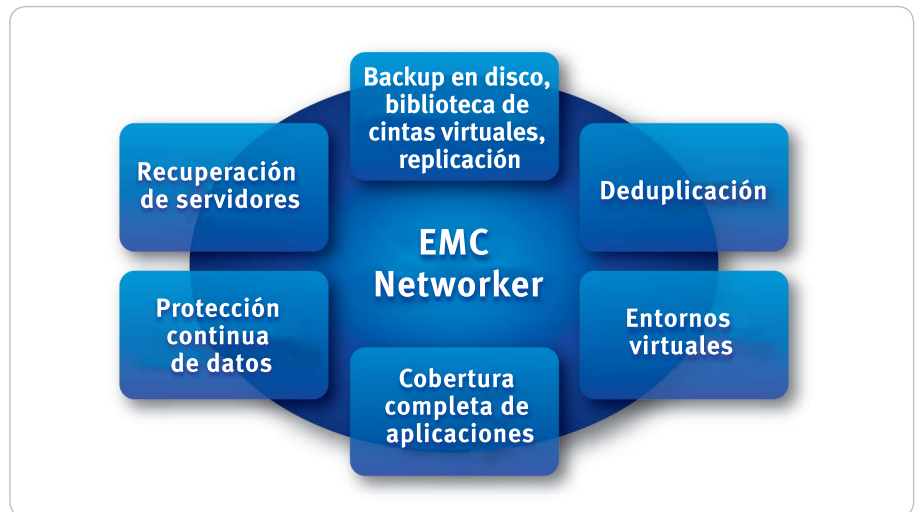 Backup en disco,
biblioteca de
cintas virtuales,
replicación
Recuperación
de servidores
Deduplicación
EMC
Networker
Protección
continua
de datos
Entornos
virtuales
Cobertura
completa de
aplicaciones